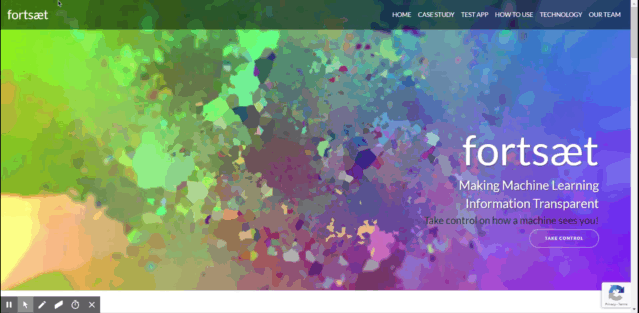 fortsæt
HOME CASE STUDY TEST APP HOW TO USE TECHNOLOGY OUR TEAM
fortsæt
Making Machine Learning
Information Transparent
Take control on how a machine sees you!
TAKE CONTROL